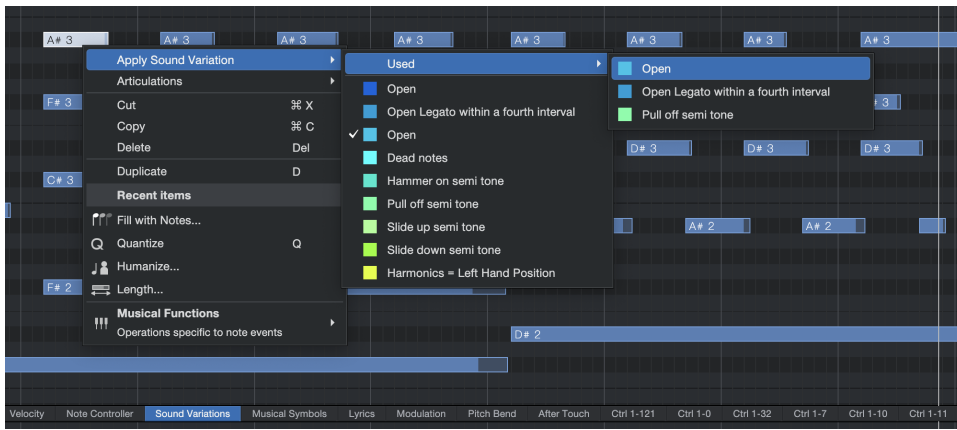 A# 3
A# 3
A# 3
A# 3
A# 3
A# 3
A# 3
A# 3
F# 3
C# 3
F# 2
Apply Sound Variation
Articulations
Cut ⌘ X
Copy ⌘ C
Delete Del
Duplicate D
Recent items
Fill with Notes...
Quantize Q
Humanize...
Length...
Musical Functions
Operations specific to note events
Used
Open
Open Legato within a fourth interval
Open
Dead notes
Hammer on semi tone
Pull off semi tone
Slide up semi tone
Slide down semi tone
Harmonics = Left Hand Position
Open
Open Legato within a fourth interval
Pull off semi tone
# 3
D# 3
D# 3
D# 3
A# 2
A# 2
D# 2
Velocity Note Controller Sound Variations Musical Symbols Lyrics Modulation Pitch Bend After Touch Ctrl 1-121 Ctrl 1-0 Ctrl 1-32 Ctrl 1-7 Ctrl 1-10 Ctrl 1-11